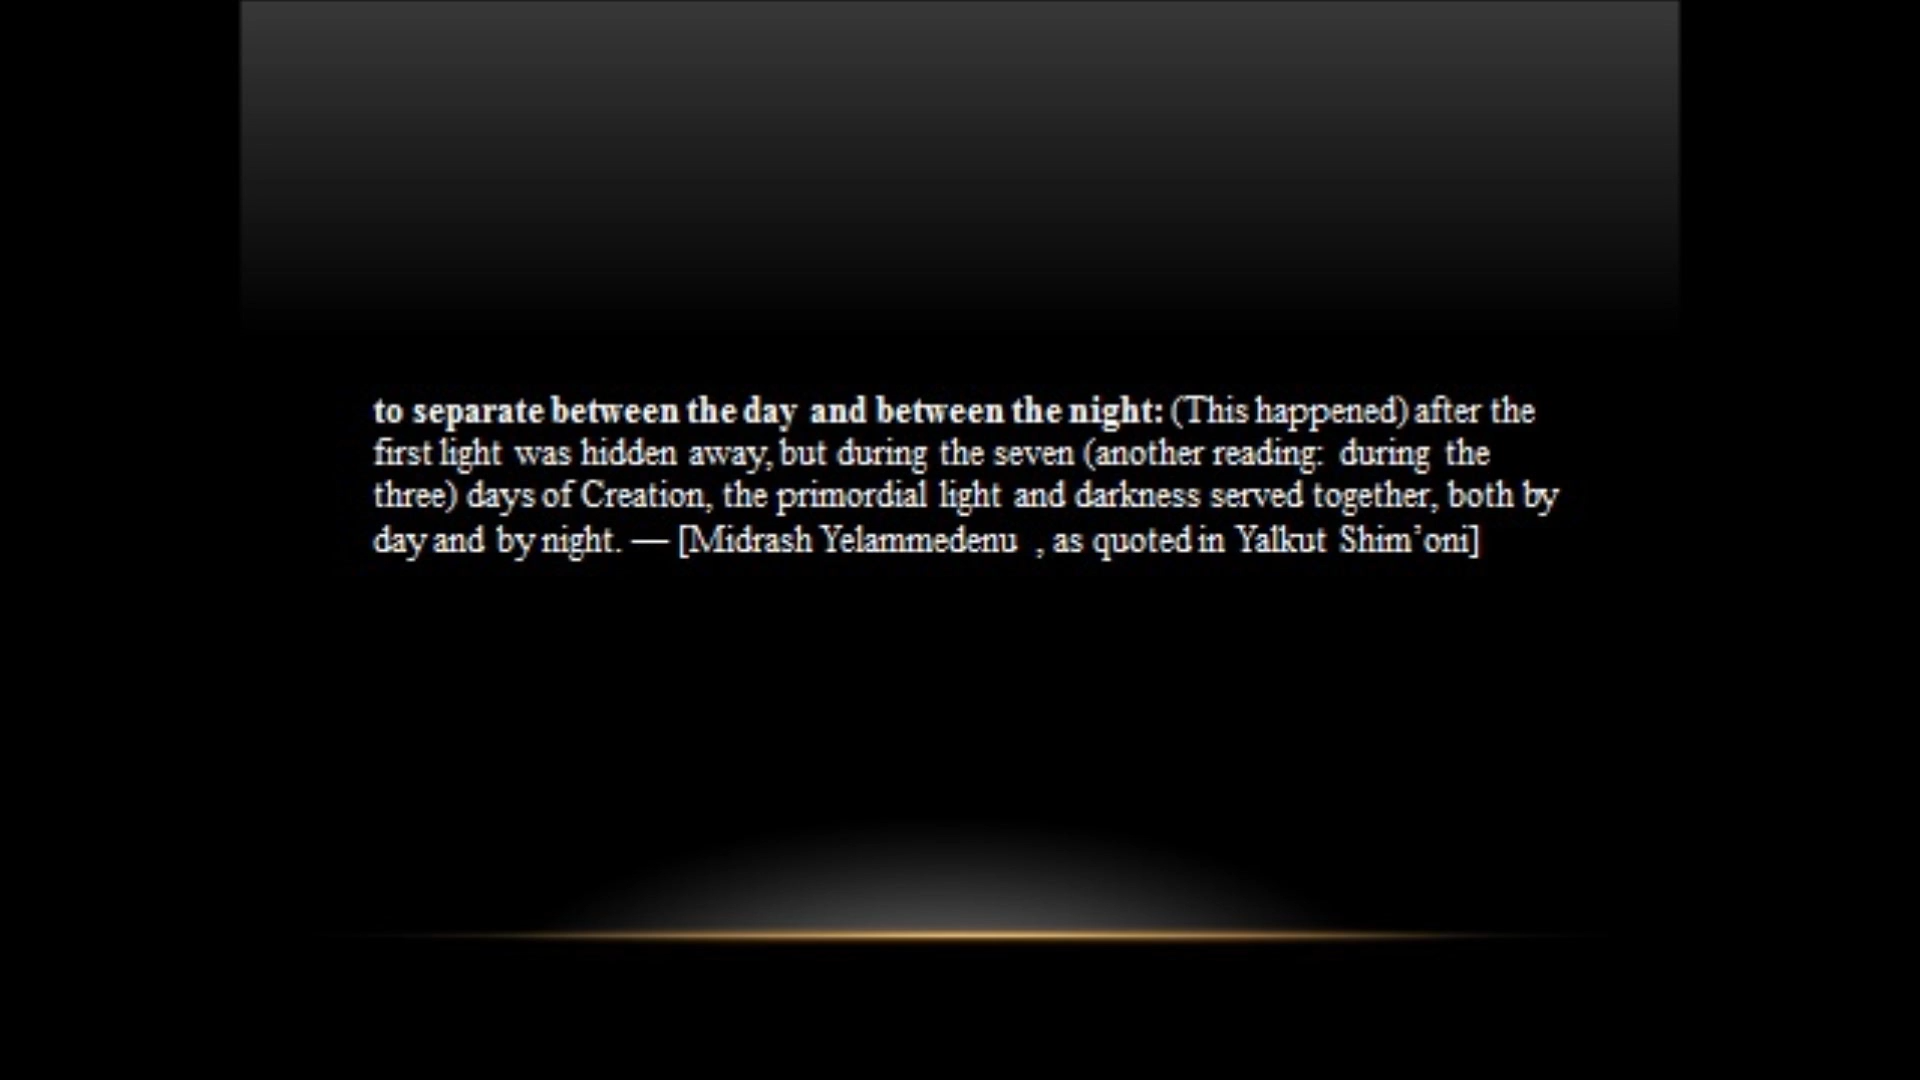 to separate between the day and between the night: (This happened) after the
first light was hidden away, but during the seven (another reading: during the
three) days of Creation, the primordial light and darkness served together, both by
day and by night. — [Midrash Yelammedenu , as quoted in Yalkut Shim’oni]